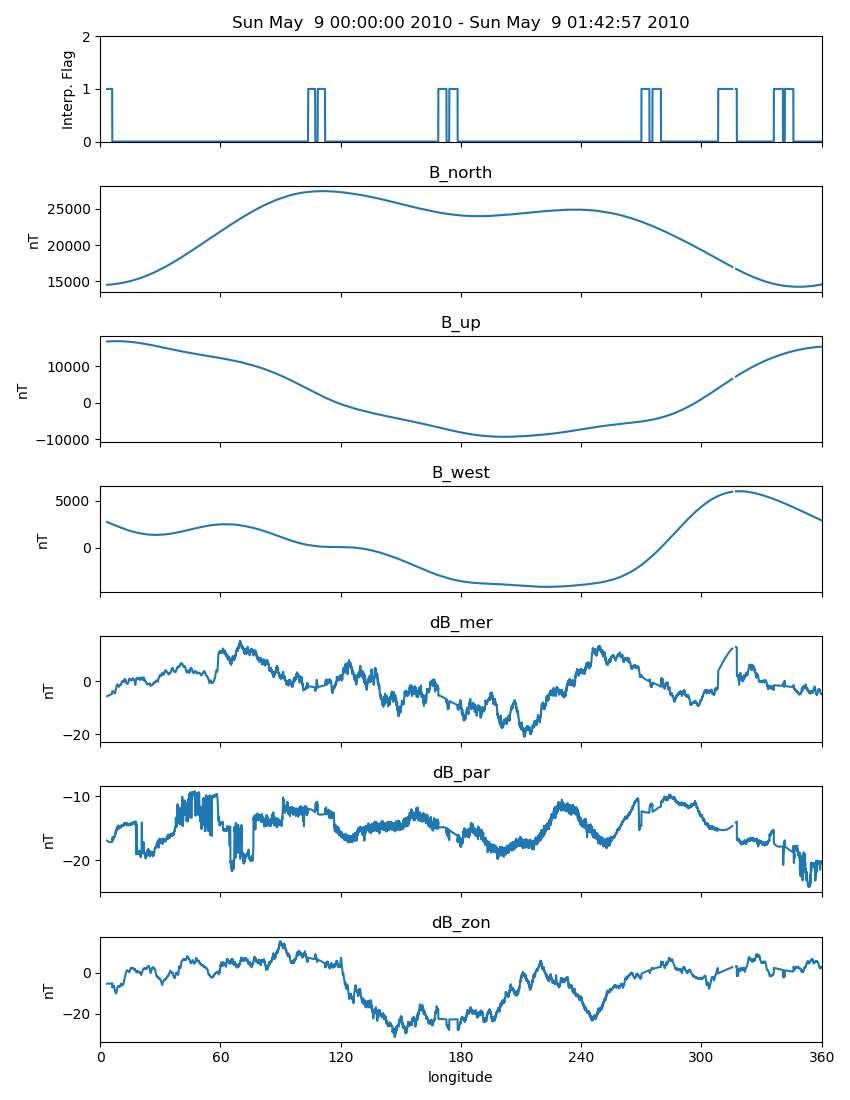 Sun May  9 00:00:00 2010 - Sun May  9 01:42:57 2010
2
1
0
Interp. Flag
B_north
25000
20000
15000
nT
B_up
10000
0
−10000
nT
B_west
5000
0
nT
dB_mer
0
−20
nT
dB_par
−10
−20
nT
dB_zon
0
−20
nT
0 60 120 180 240 300 360
longitude